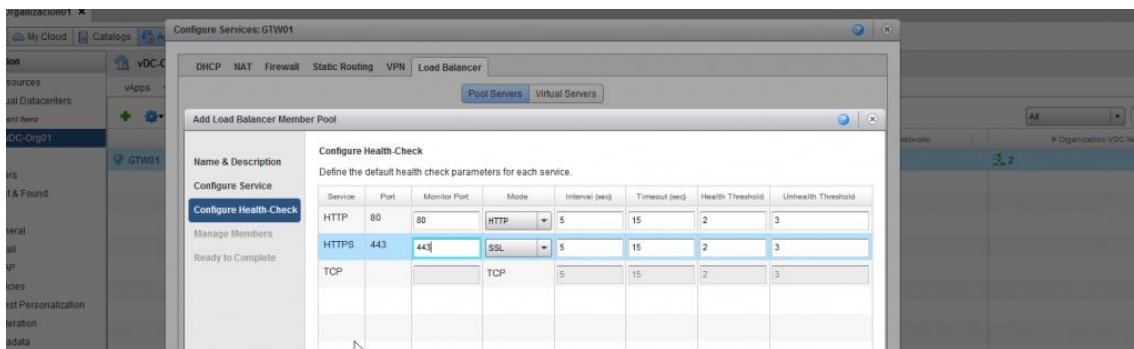 Organizacion01
Configure Services: GTW01
My Cloud Catalogs
DHCP NAT Firewall Static Routing VPN Load Balancer
vApps
Pool Servers Virtual Servers
Add Load Balancer Member Pool
All
vDC-Org01
Networks # Organization VDC
GTW01
2
Name & Description
Configure Service
Configure Health-Check
Manage Members
Ready to Complete
Configure Health-Check
Define the default health check parameters for each service.
Service Port Monitor Port Mode Interval (sec) Timeout (sec) Health Threshold Unhealth Threshold
HTTP 80 80 HTTP 5 15 2 3
HTTPS 443 443 SSL 5 15 2 3
TCP TCP 5 15 2 3